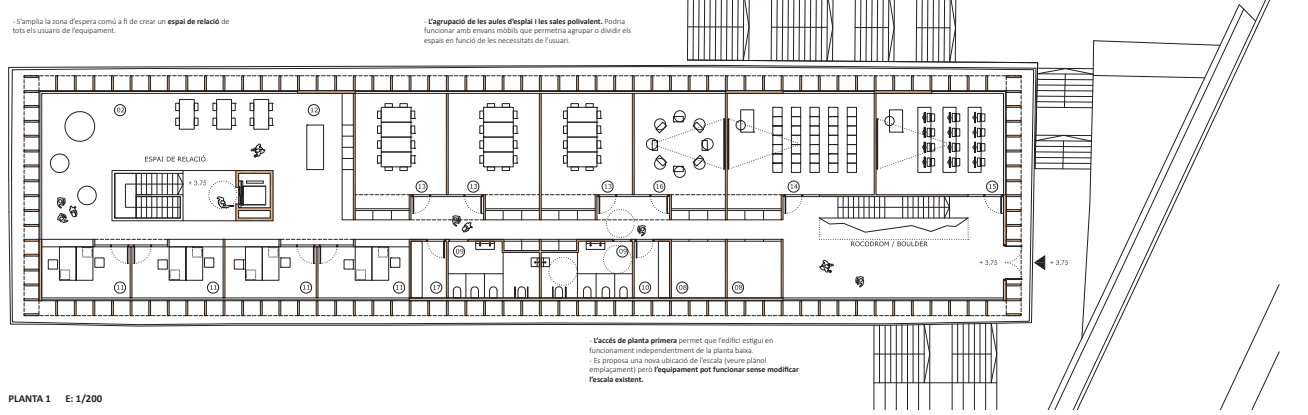 - S'amplia la zona d'espera comú a fi de crear un espai de relació de
tots els usuaris de l'equipament.
- L'agrupació de les aules d'esplai i les sales polivalent. Podria
funcionar amb envans mòbils que permetria agrupar o dividir els
espais en funció de les necessitats de l'usuari.
02
12
ESPAI DE RELACIÓ
+ 3,75
13
13
13
16
14
15
ROCODROM / BOULDER
+ 3,75
+ 3,75
11
11
11
11
17
09
09
10
08
08
- L'accés de planta primera permet que l'edifici estigui en
funcionament independentment de la planta baixa.
- Es proposa una nova ubicació de l'escala (veure plànol
emplaçament) però l'equipament pot funcionar sense modificar
l'escala existent.
PLANTA 1 E: 1/200